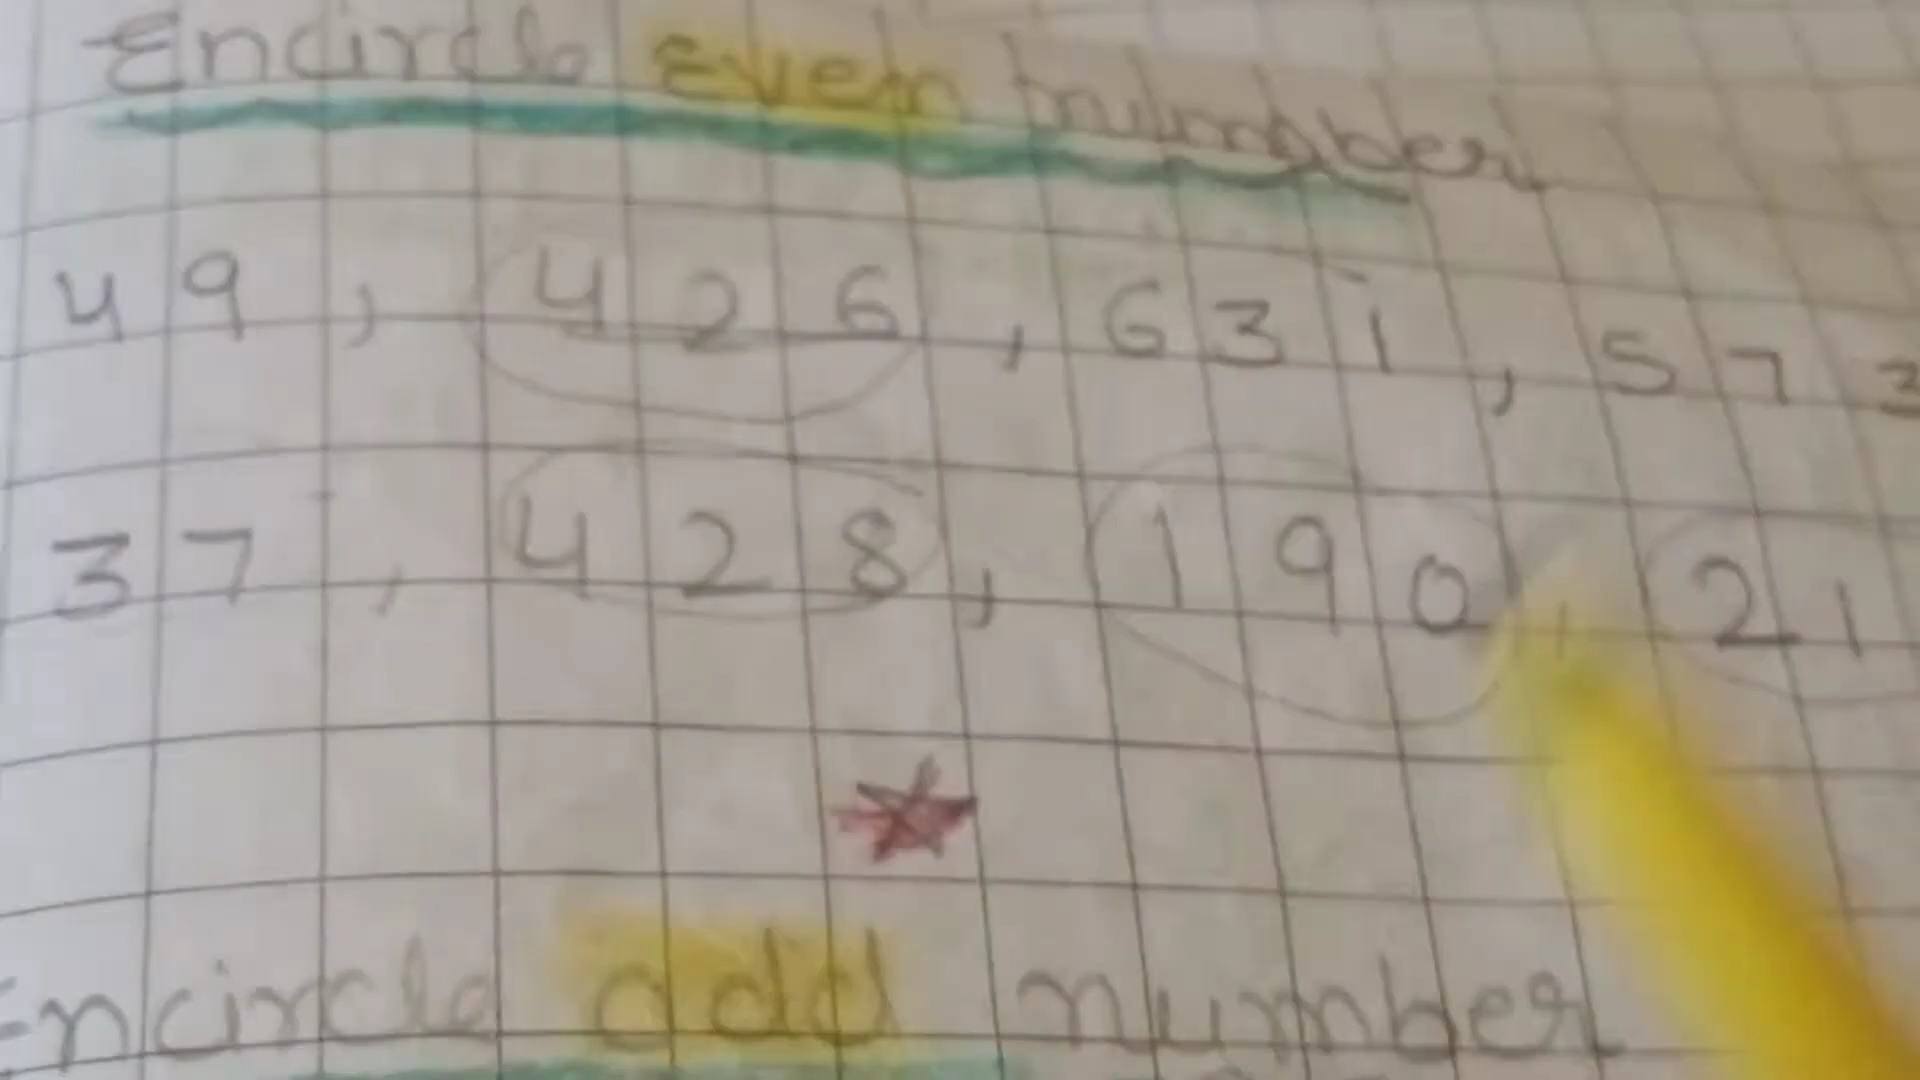 Encircle Even number
49, 426, 631, 573
37, 428, 190, 21
Encircle odd number